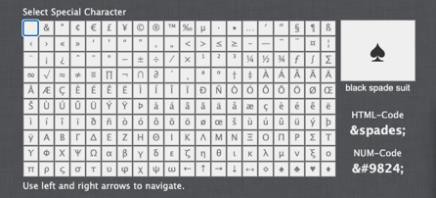 Select Special Character
& " ¢ € £ ¥ © ® ™ ‰ µ · • … ′ ″ § ¶ ß
‹ › « » ‘ ’ “ ” ‚ „ < > ≤ ≥ – — ¯ ‾ ¤ ¦
¨ ¡ ¿ ˆ ˜ ° − ± ÷ ⁄ × ¹ ² ³ ¼ ½ ¾ ƒ ∫ ∑
∞ √ ≈ ≠ ≡ ∏ ¬ ∩ ∂ † ‡ À Á Â Ã
Ä Å Æ Ç È É Ê Ë Ì Í Î Ï Ð Ñ Ò Ó Ô Õ Ö Ø Œ
Š Ù Ú Û Ü Ý Ÿ Þ à á â ã ä å æ ç è é ê ë
ì í î ï ð ñ ò ó ô õ ö ø œ š ù ú û ü ý þ
ÿ Α Β Γ Δ Ε Ζ Η Θ Ι Κ Λ Μ Ν Ξ Ο Π Ρ Σ Τ
Υ Φ Χ Ψ Ω α β γ δ ε ζ η θ ι κ λ μ ν ξ ο
π ρ ς σ τ υ φ χ ψ ω ← ↑ → ↓ ↔ ◊ ♠ ♣ ♥ ♦
Use left and right arrows to navigate.
♠
black spade suit
HTML-Code
&spades;
NUM-Code
&#9824;